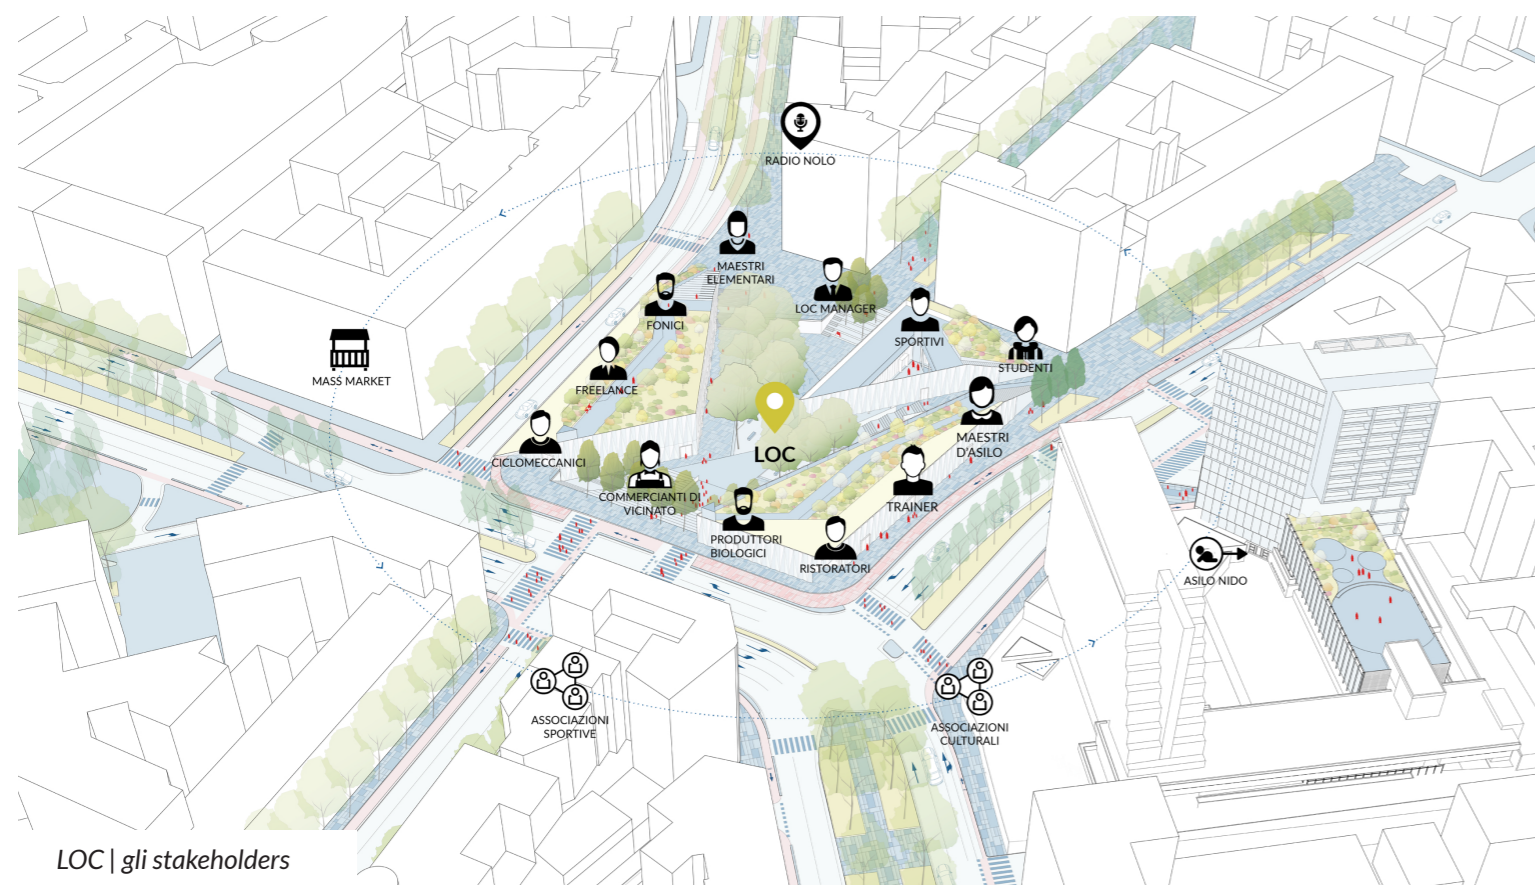 RADIO NOLO
MAESTRI
ELEMENTARI
LOC MANAGER
FONICI
SPORTIVI
STUDENTI
MASS MARKET
FREELANCE
LOC
MAESTRI
D'ASILO
CICLOMECCANICI
COMMERCIANTI DI
VICINATO
TRAINER
PRODUTTORI
BIOLOGICI
RISTORATORI
ASILO NIDO
ASSOCIAZIONI
SPORTIVE
ASSOCIAZIONI
CULTURALI
LOC | gli stakeholders